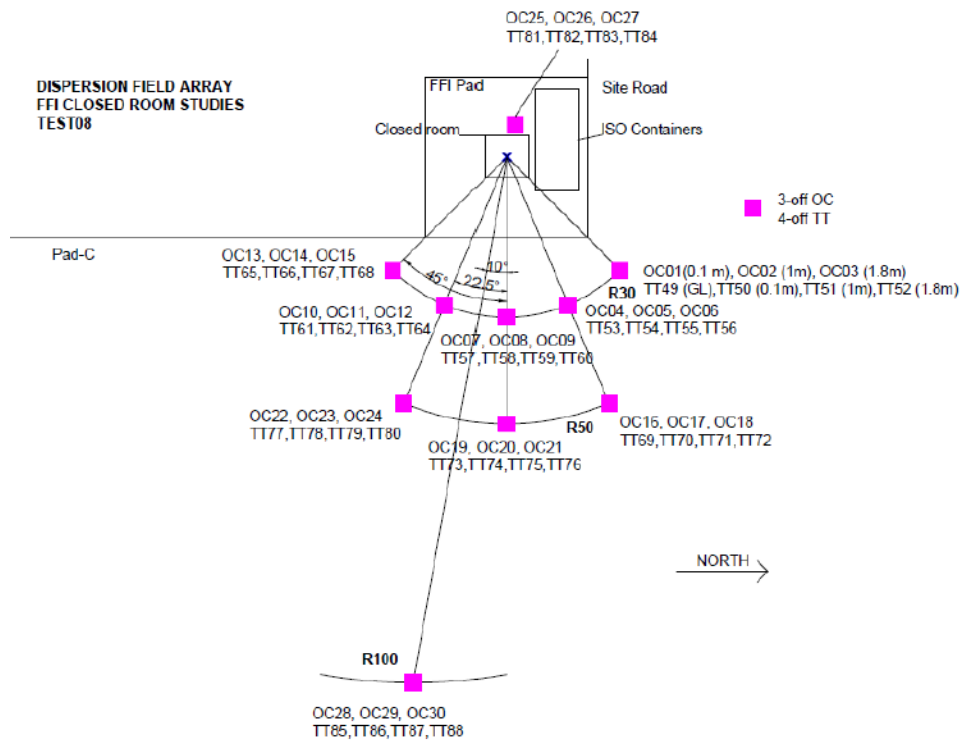 OC25, OC26, OC27
TT81,TT82,TT83,TT84
DISPERSION FIELD ARRAY
FFI CLOSED ROOM STUDIES
TEST08
FFI Pad
Site Road
Closed room
ISO Containers
3-off OC
4-off TT
Pad-C
OC13, OC14, OC15
TT65,TT66,TT67,TT68
45°
22.5°
10°
R30
OC01(0.1 m), OC02 (1m), OC03 (1.8m)
TT49 (GL),TT50 (0.1m),TT51 (1m),TT52 (1.8m)
OC10, OC11, OC12
TT61,TT62,TT63,TT64
OC04, OC05, OC06
TT53,TT54,TT55,TT56
OC07, OC08, OC09
TT57,TT58,TT59,TT60
OC22, OC23, OC24
TT77,TT78,TT79,TT80
R50
OC16, OC17, OC18
TT69,TT70,TT71,TT72
OC19, OC20, OC21
TT73,TT74,TT75,TT76
NORTH
R100
OC28, OC29, OC30
TT85,TT86,TT87,TT88